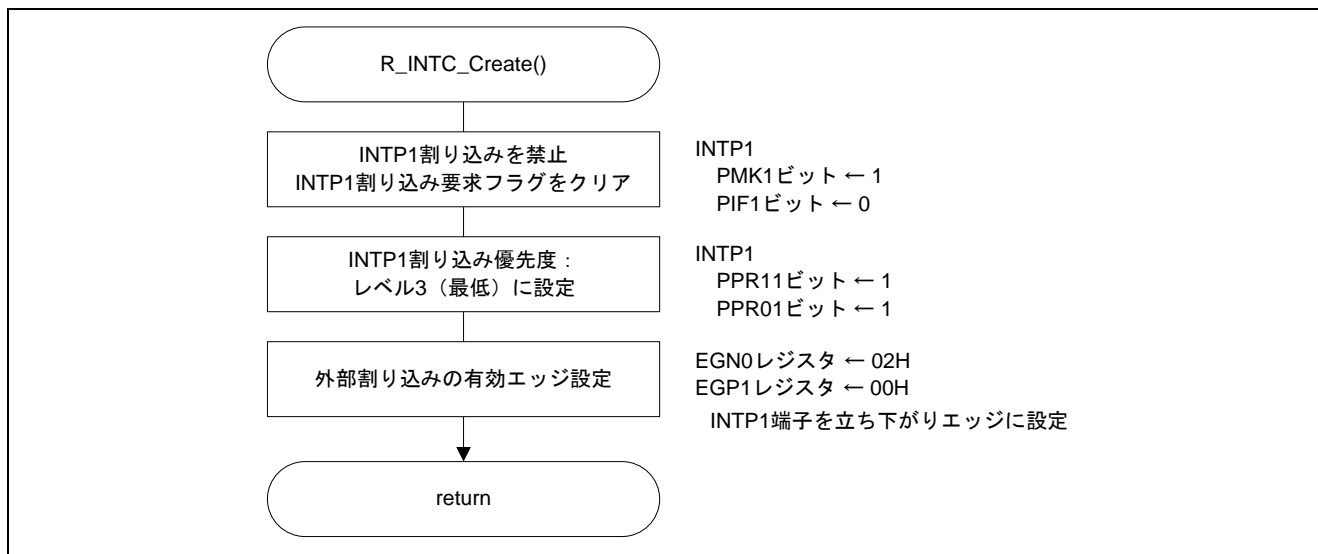 R_INTC_Create()
INTP1割り込みを禁止
INTP1割り込み要求フラグをクリア
INTP1
PMK1ビット ← 1
PIF1ビット ← 0
INTP1割り込み優先度：
レベル3（最低）に設定
INTP1
PPR11ビット ← 1
PPR01ビット ← 1
外部割り込みの有効エッジ設定
EGN0レジスタ ← 02H
EGP1レジスタ ← 00H
INTP1端子を立ち下がりエッジに設定
return